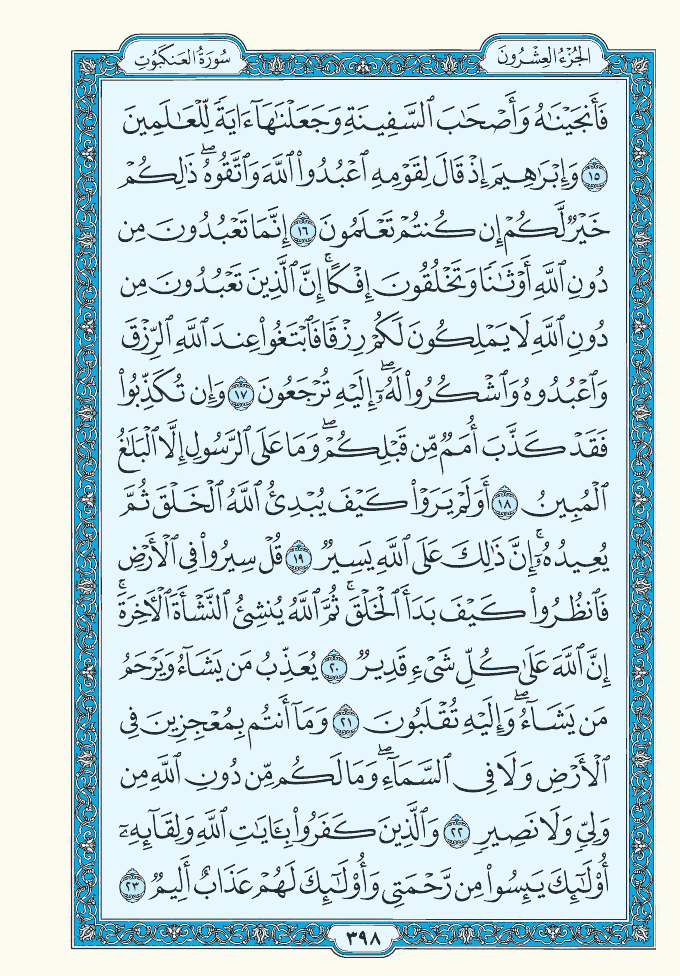 الجُزْءُ العِشْرُونَ
سُورَةُ العَنكَبُوتِ
فَأَنجَيْنَٰهُ وَأَصْحَٰبَ ٱلسَّفِينَةِ وَجَعَلْنَٰهَآ ءَايَةً لِّلْعَٰلَمِينَ
١٥ وَإِبْرَٰهِيمَ إِذْ قَالَ لِقَوْمِهِ ٱعْبُدُوا۟ ٱللَّهَ وَٱتَّقُوهُ ۖ ذَٰلِكُمْ
خَيْرٌ لَّكُمْ إِن كُنتُمْ تَعْلَمُونَ ١٦ إِنَّمَا تَعْبُدُونَ مِن
دُونِ ٱللَّهِ أَوْثَٰنًا وَتَخْلُقُونَ إِفْكًا ۚ إِنَّ ٱلَّذِينَ تَعْبُدُونَ مِن
دُونِ ٱللَّهِ لَا يَمْلِكُونَ لَكُمْ رِزْقًا فَٱبْتَغُوا۟ عِندَ ٱللَّهِ ٱلرِّزْقَ
وَٱعْبُدُوهُ وَٱشْكُرُوا۟ لَهُۥٓ ۖ إِلَيْهِ تُرْجَعُونَ ١٧ وَإِن تُكَذِّبُوا۟
فَقَدْ كَذَّبَ أُمَمٌ مِّن قَبْلِكُمْ ۖ وَمَا عَلَى ٱلرَّسُولِ إِلَّا ٱلْبَلَٰغُ
ٱلْمُبِينُ ١٨ أَوَلَمْ يَرَوْا۟ كَيْفَ يُبْدِئُ ٱللَّهُ ٱلْخَلْقَ ثُمَّ
يُعِيدُهُۥٓ ۚ إِنَّ ذَٰلِكَ عَلَى ٱللَّهِ يَسِيرٌ ١٩ قُلْ سِيرُوا۟ فِى ٱلْأَرْضِ
فَٱنظُرُوا۟ كَيْفَ بَدَأَ ٱلْخَلْقَ ۚ ثُمَّ ٱللَّهُ يُنشِئُ ٱلنَّشْأَةَ ٱلْأَخِرَةَ ۚ
إِنَّ ٱللَّهَ عَلَىٰ كُلِّ شَىْءٍ قَدِيرٌ ٢٠ يُعَذِّبُ مَن يَشَآءُ وَيَرْحَمُ
مَن يَشَآءُ ۖ وَإِلَيْهِ تُقْلَبُونَ ٢١ وَمَآ أَنتُم بِمُعْجِزِينَ فِى
ٱلْأَرْضِ وَلَا فِى ٱلسَّمَآءِ ۖ وَمَا لَكُم مِّن دُونِ ٱللَّهِ مِن
وَلِىٍّ وَلَا نَصِيرٍ ٢٢ وَٱلَّذِينَ كَفَرُوا۟ بِـَٔايَٰتِ ٱللَّهِ وَلِقَآئِهِۦٓ
أُو۟لَٰٓئِكَ يَئِسُوا۟ مِن رَّحْمَتِى وَأُو۟لَٰٓئِكَ لَهُمْ عَذَابٌ أَلِيمٌ ٢٣
٣٩٨